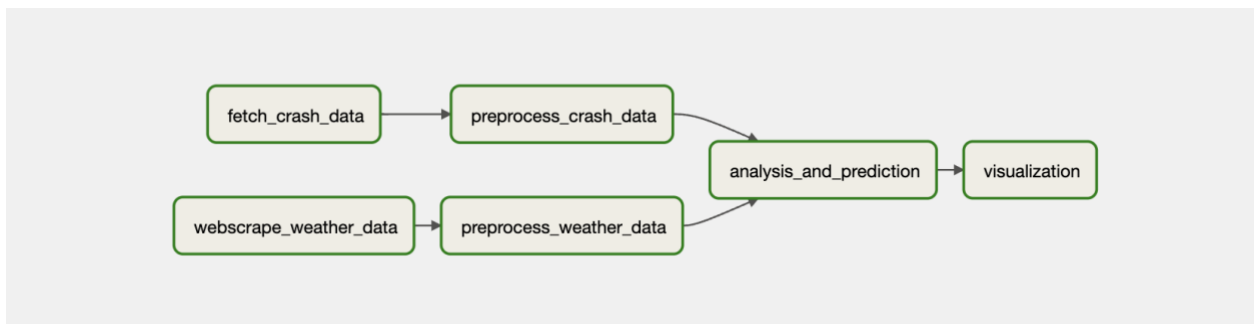 fetch_crash_data
preprocess_crash_data
webscrape_weather_data
preprocess_weather_data
analysis_and_prediction
visualization